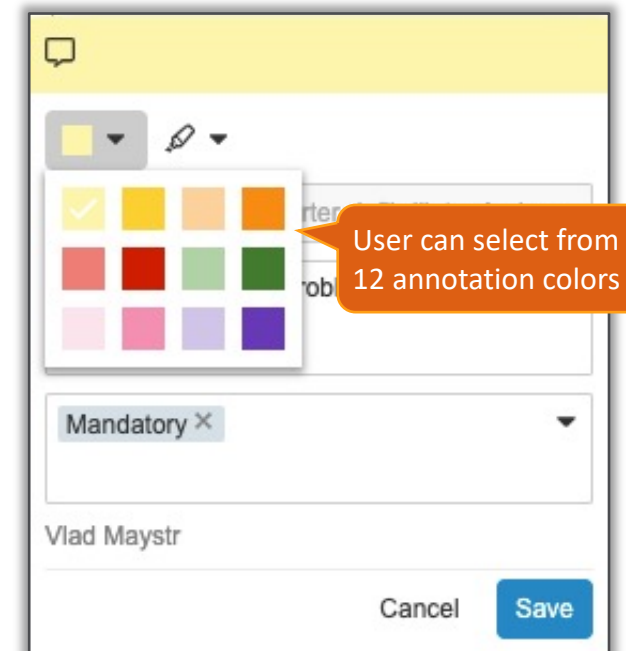 User can select from
12 annotation colors
Mandatory ×
Vlad Maystr
Cancel Save